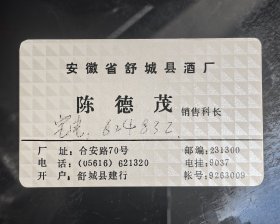 安徽省舒城县酒厂
陈德茂 销售科长
宅电:624832
厂址:合安路70号 邮编:231300
电话:(05616)621320 电挂:9037
开户:舒城县建行 帐号:9263009